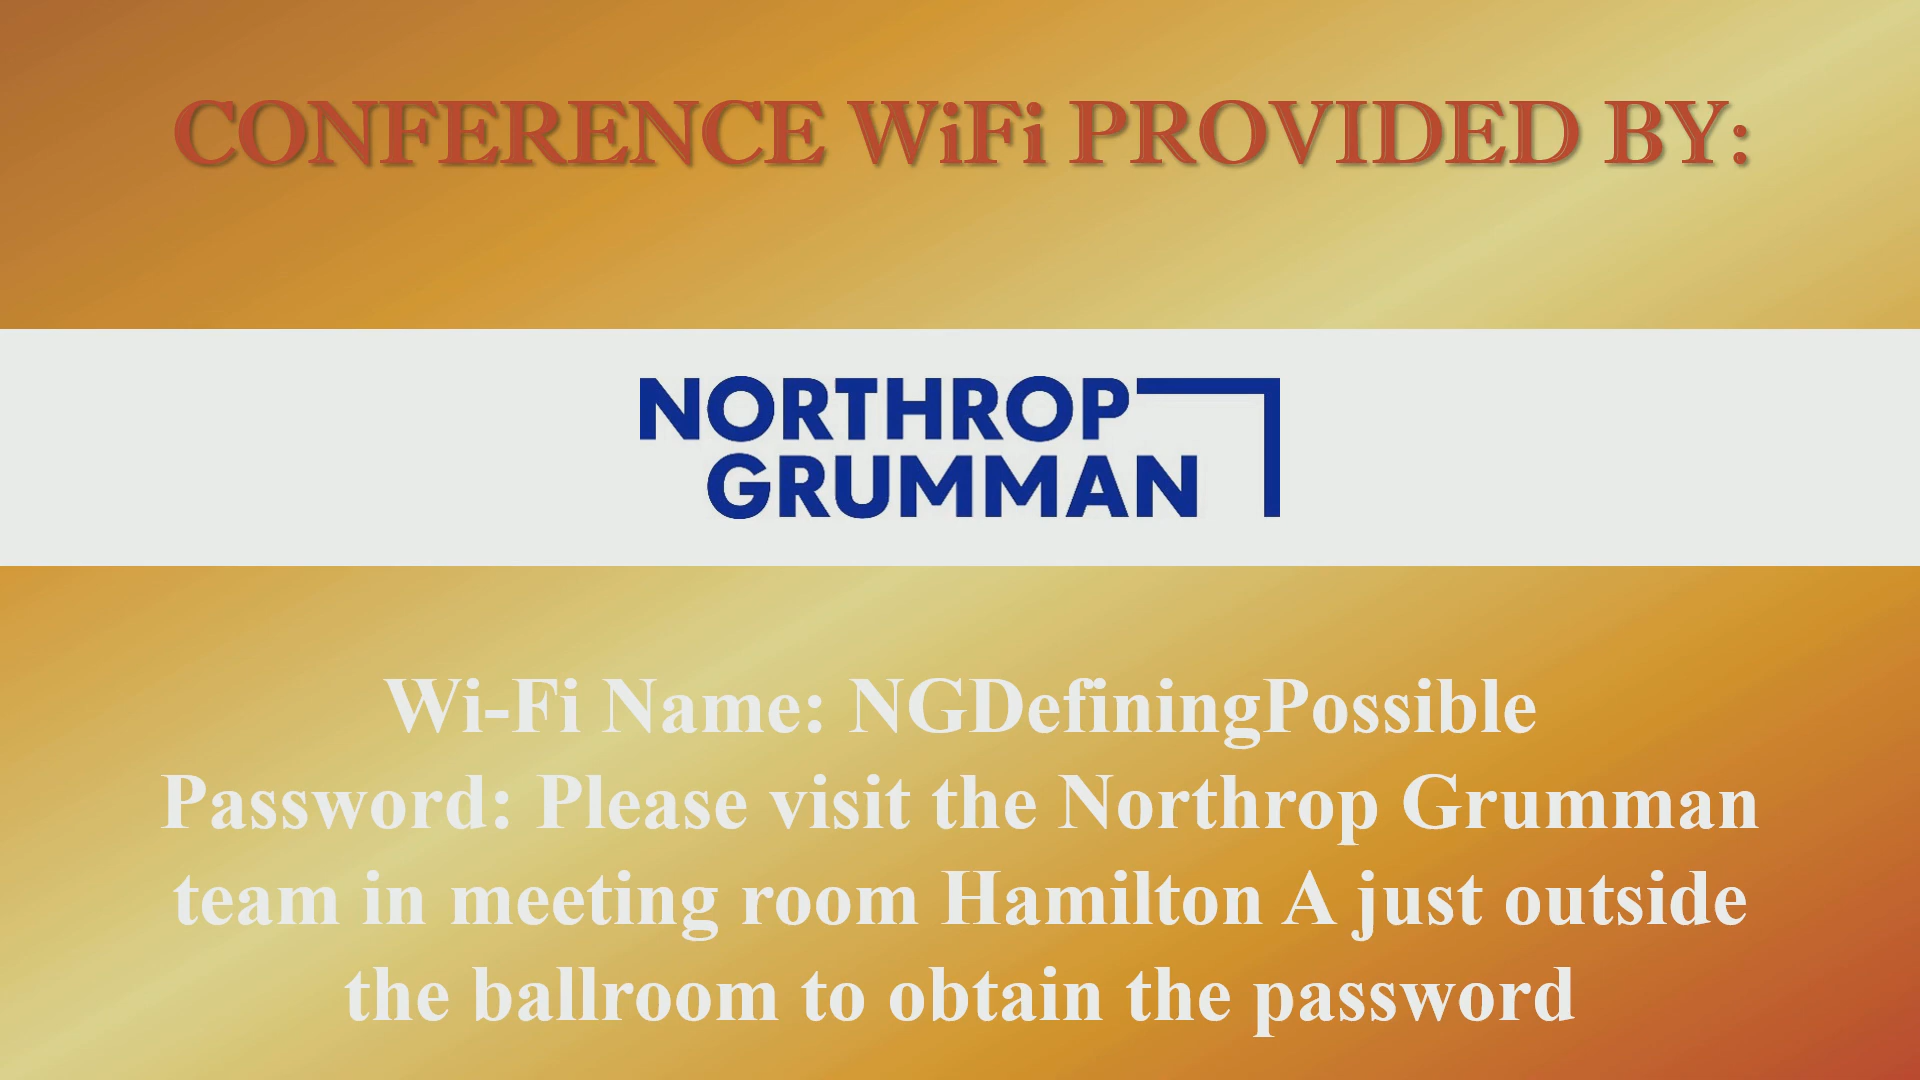 CONFERENCE WiFi PROVIDED BY:
NORTHROP
GRUMMAN
Wi-Fi Name: NGDefiningPossible
Password: Please visit the Northrop Grumman
team in meeting room Hamilton A just outside
the ballroom to obtain the password